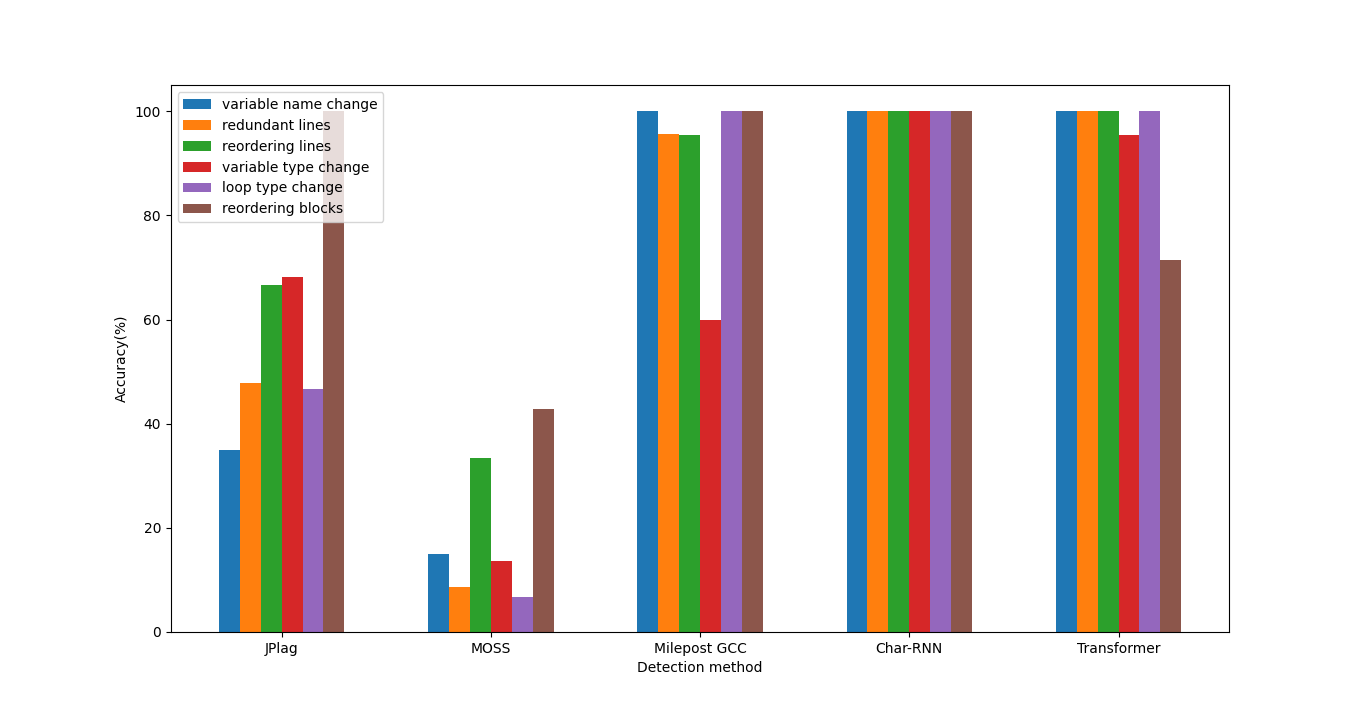 100
80
60
40
20
0
Accuracy(%)
variable name change
redundant lines
reordering lines
variable type change
loop type change
reordering blocks
JPlag
MOSS
Milepost GCC
Char-RNN
Transformer
Detection method